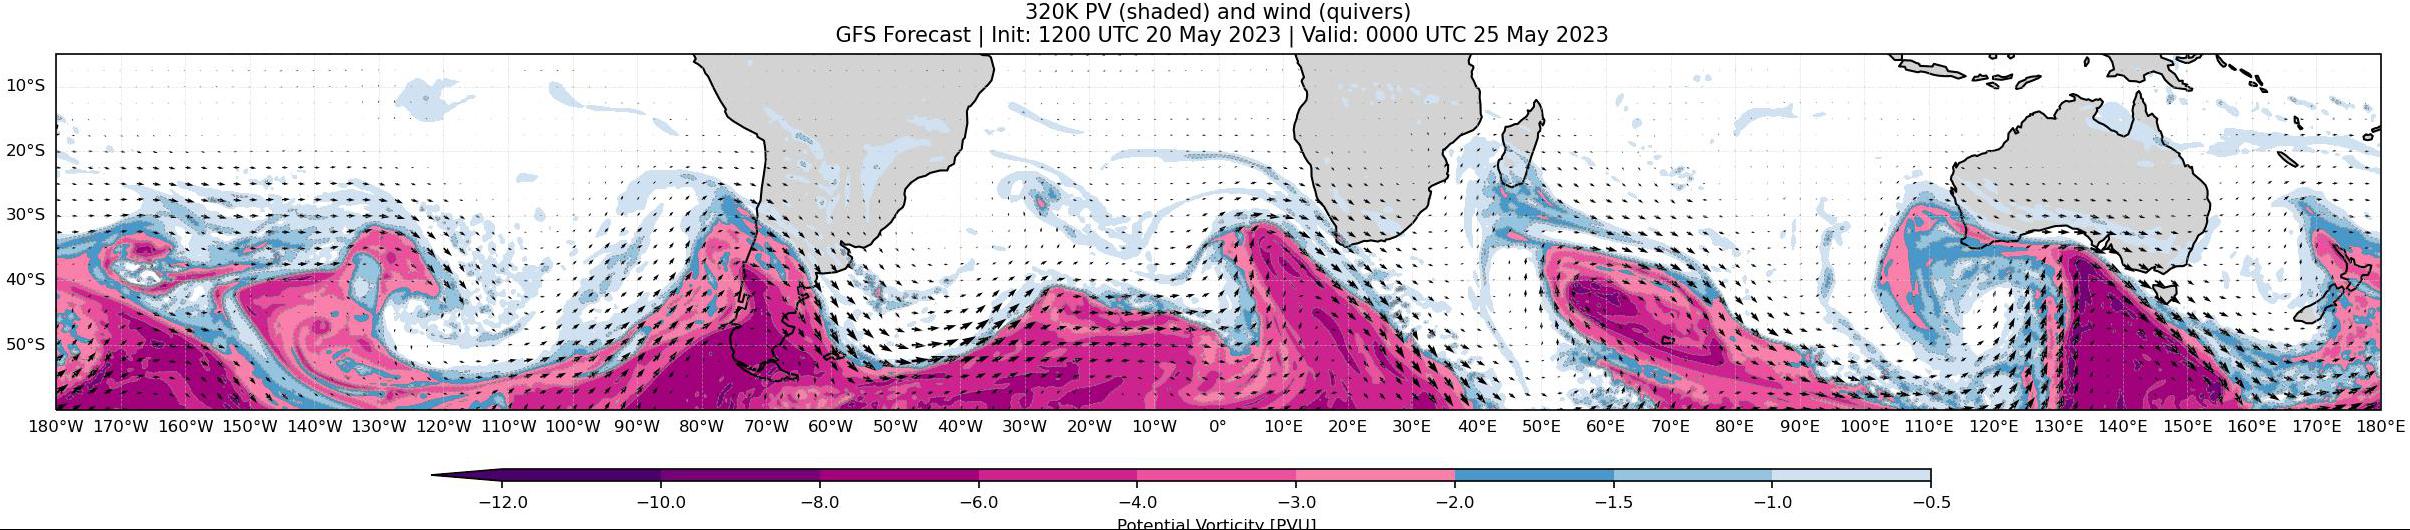 320K PV (shaded) and wind (quivers)
GFS Forecast | Init: 1200 UTC 20 May 2023 | Valid: 0000 UTC 25 May 2023
10°S
20°S
30°S
40°S
50°S
180°W 170°W 160°W 150°W 140°W 130°W 120°W 110°W 100°W 90°W 80°W 70°W 60°W 50°W 40°W 30°W 20°W 10°W 0° 10°E 20°E 30°E 40°E 50°E 60°E 70°E 80°E 90°E 100°E 110°E 120°E 130°E 140°E 150°E 160°E 170°E 180°E
−12.0 −10.0 −8.0 −6.0 −4.0 −3.0 −2.0 −1.5 −1.0 −0.5
Potential Vorticity [PVU]